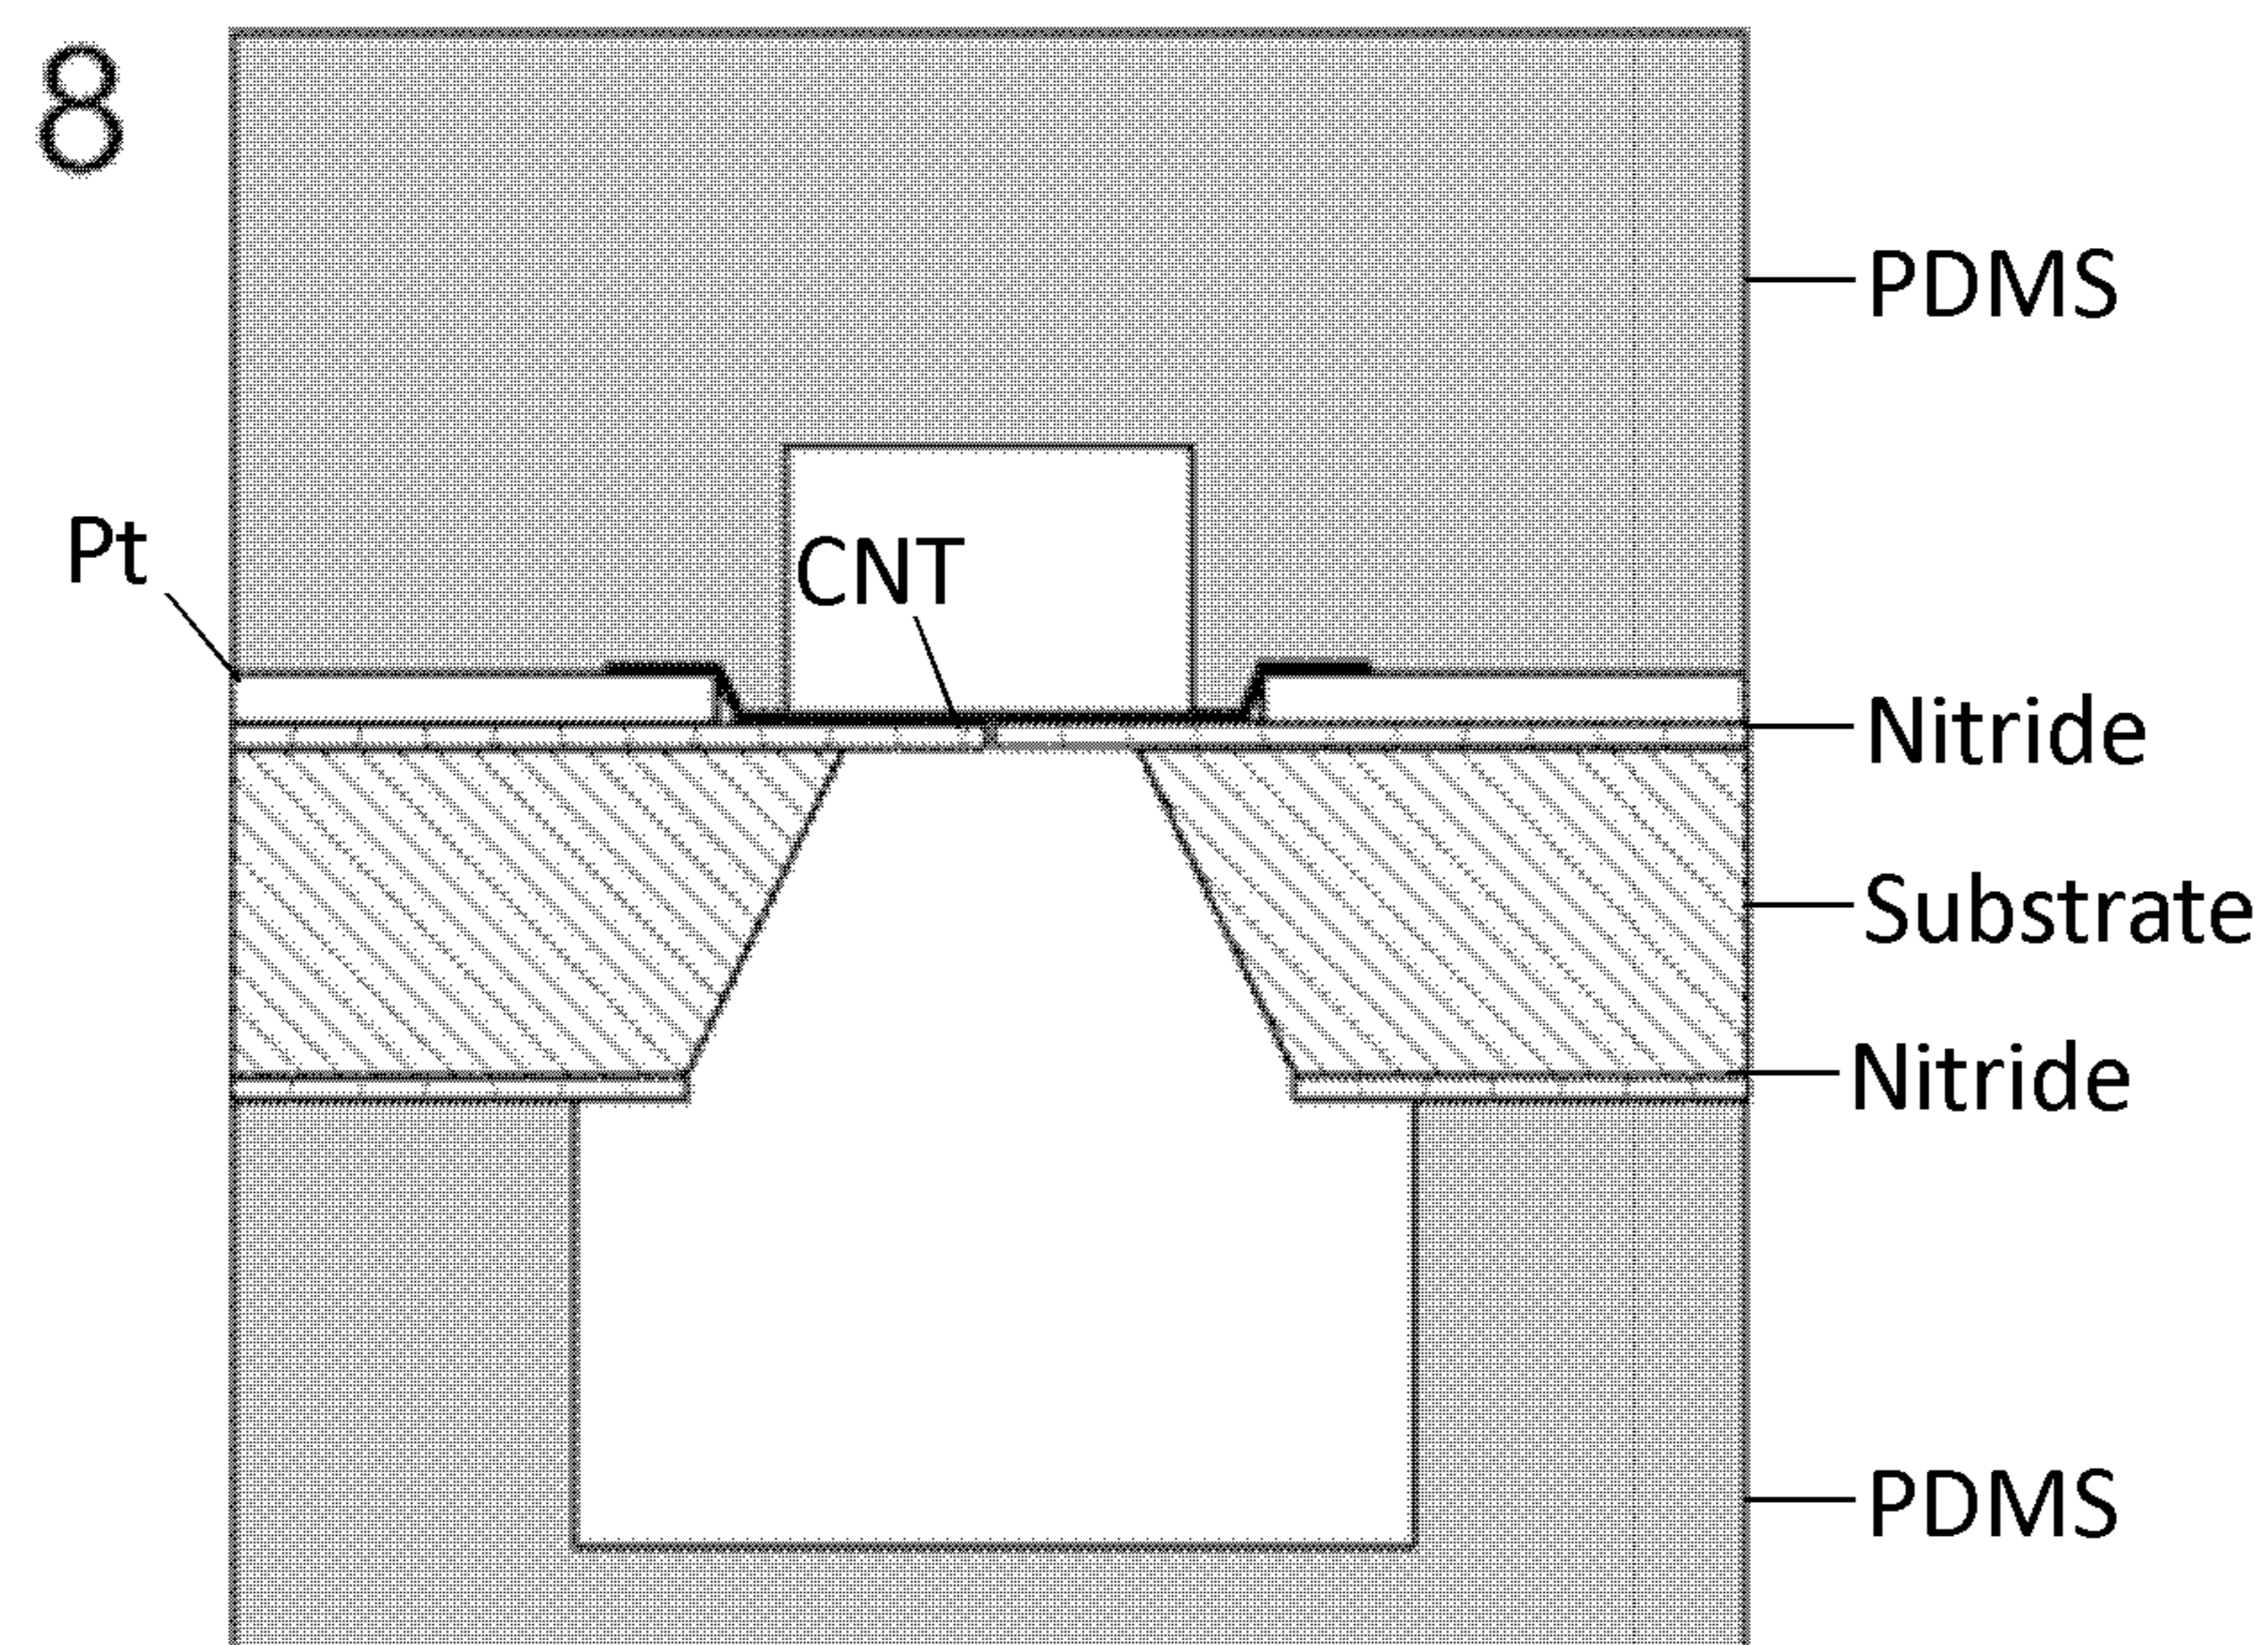 8
PDMS
Pt
CNT
Nitride
Substrate
Nitride
PDMS